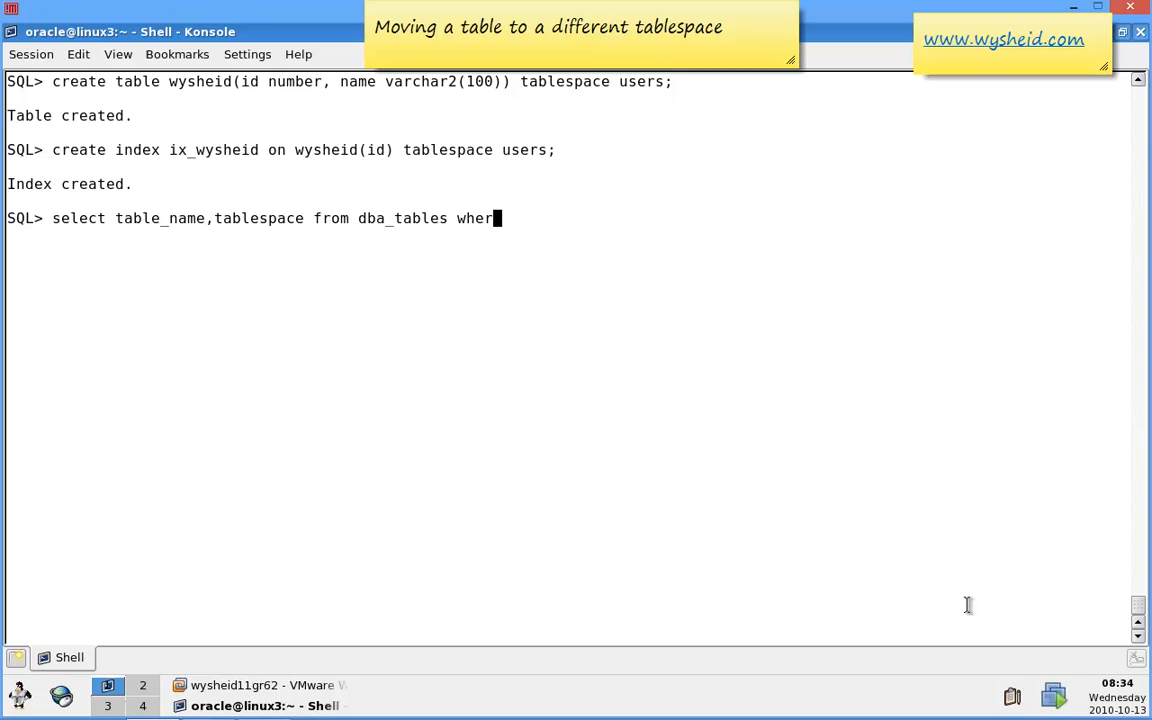 Moving a table to a different tablespace
www.wysheid.com
oracle@linux3:~ - Shell - Konsole
Session Edit View Bookmarks Settings Help
SQL> create table wysheid(id number, name varchar2(100)) tablespace users;
Table created.
SQL> create index ix_wysheid on wysheid(id) tablespace users;
Index created.
SQL> select table_name,tablespace from dba_tables wher
Shell
2 wysheid11gr62 - VMware W
3 4 oracle@linux3:~ - Shell -
08:34
Wednesday
2010-10-13